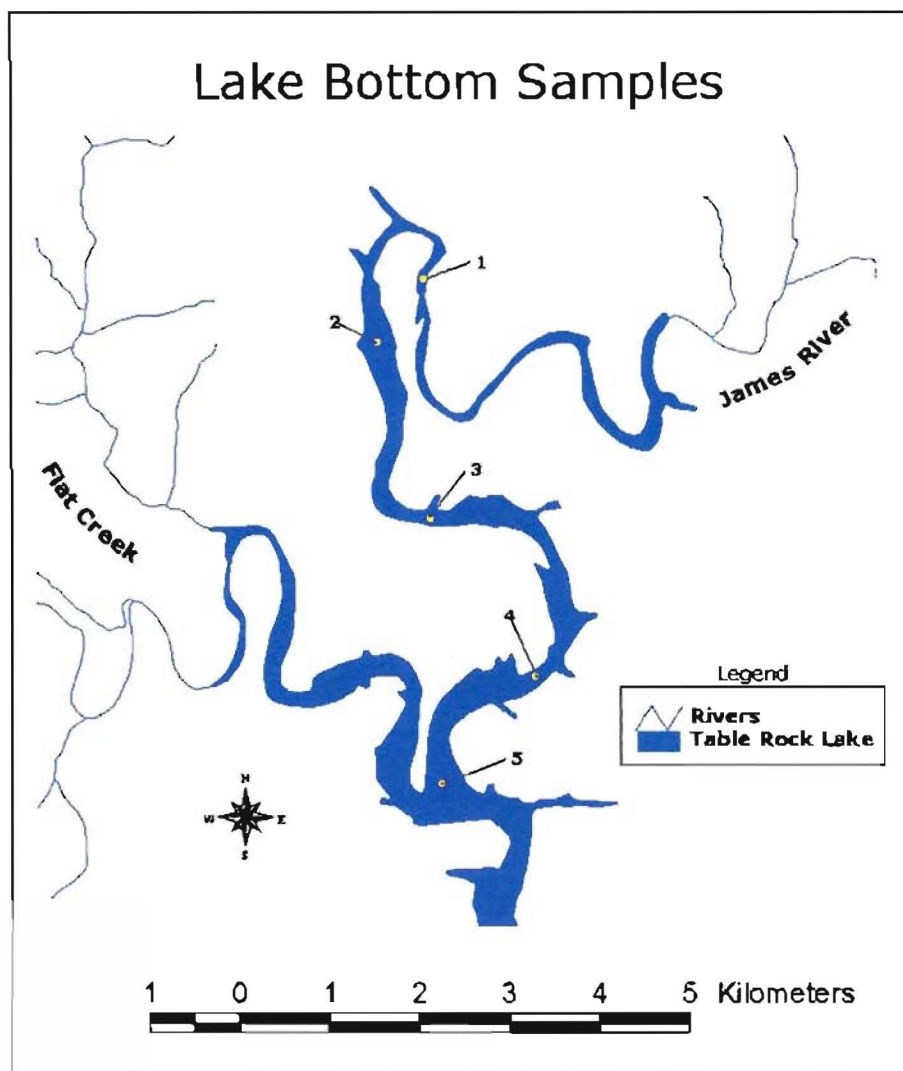 Lake Bottom Samples
1
2
James River
3
Flat Creek
4
Legend
Rivers
Table Rock Lake
5
N
W E
S
1 0 1 2 3 4 5 Kilometers